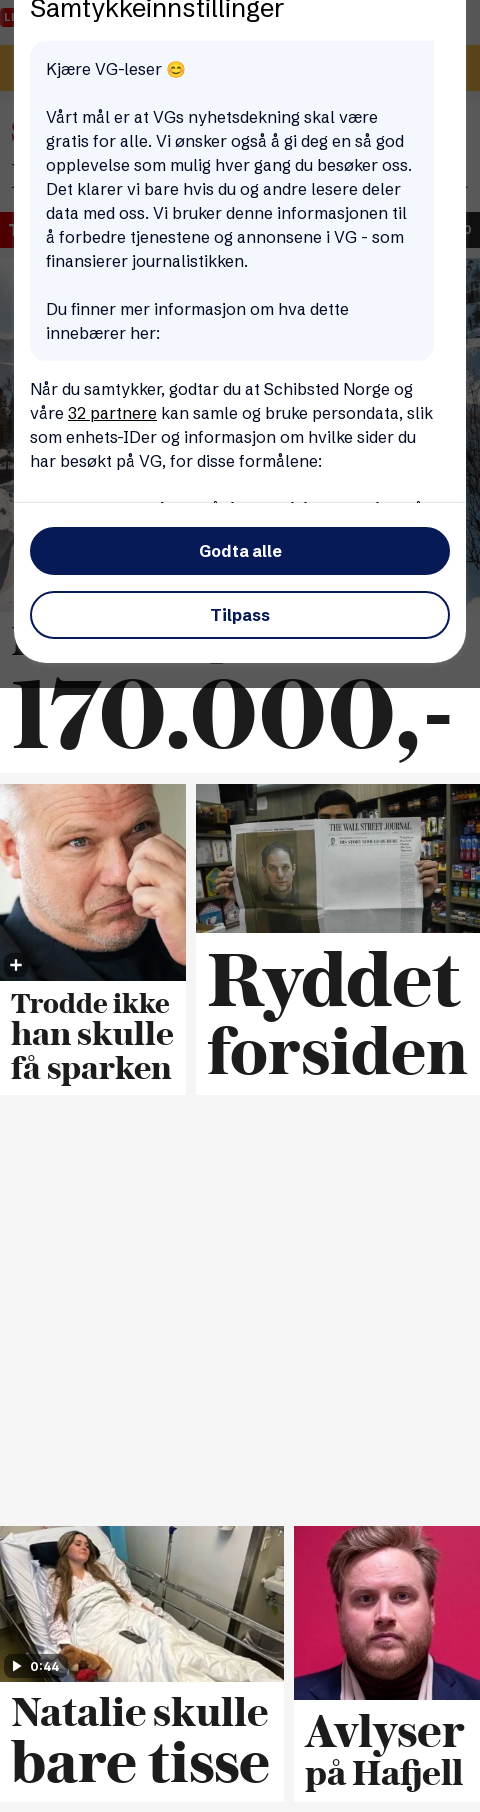 Samtykkeinnstillinger
Kjære VG-leser 😊
Vårt mål er at VGs nyhetsdekning skal være
gratis for alle. Vi ønsker også å gi deg en så god
opplevelse som mulig hver gang du besøker oss.
Det klarer vi bare hvis du og andre lesere deler
data med oss. Vi bruker denne informasjonen til
å forbedre tjenestene og annonsene i VG - som
finansierer journalistikken.
Du finner mer informasjon om hva dette
innebærer her:
Når du samtykker, godtar du at Schibsted Norge og
våre 32 partnere kan samle og bruke persondata, slik
som enhets-IDer og informasjon om hvilke sider du
har besøkt på VG, for disse formålene:
Godta alle
Tilpass
170.000,-
THE WALL STREET JOURNAL
HIS STORY SHOULD BE HERE
Trodde ikke
han skulle
få sparken
Ryddet
forsiden
0:44
Natalie skulle
bare tisse
Avlyser
på Hafjell